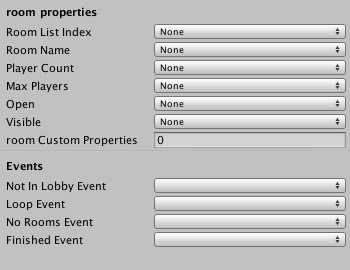 room properties
Room List Index None
Room Name None
Player Count None
Max Players None
Open None
Visible None
room Custom Properties 0
Events
Not In Lobby Event
Loop Event
No Rooms Event
Finished Event